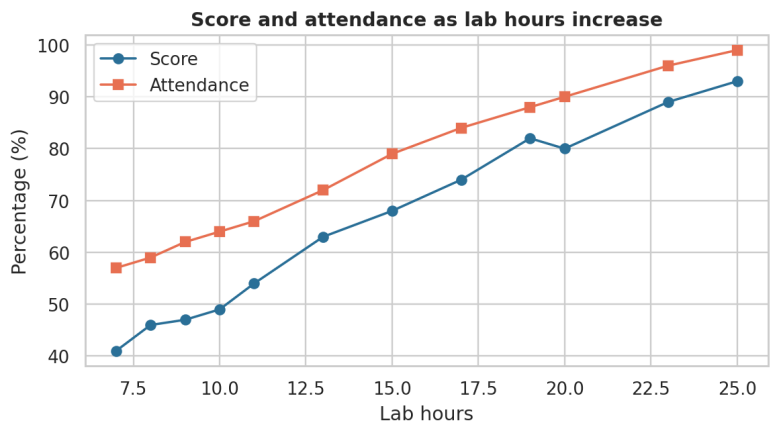 Score and attendance as lab hours increase
Score
Attendance
Percentage (%)
100
90
80
70
60
50
40
7.5 10.0 12.5 15.0 17.5 20.0 22.5 25.0
Lab hours